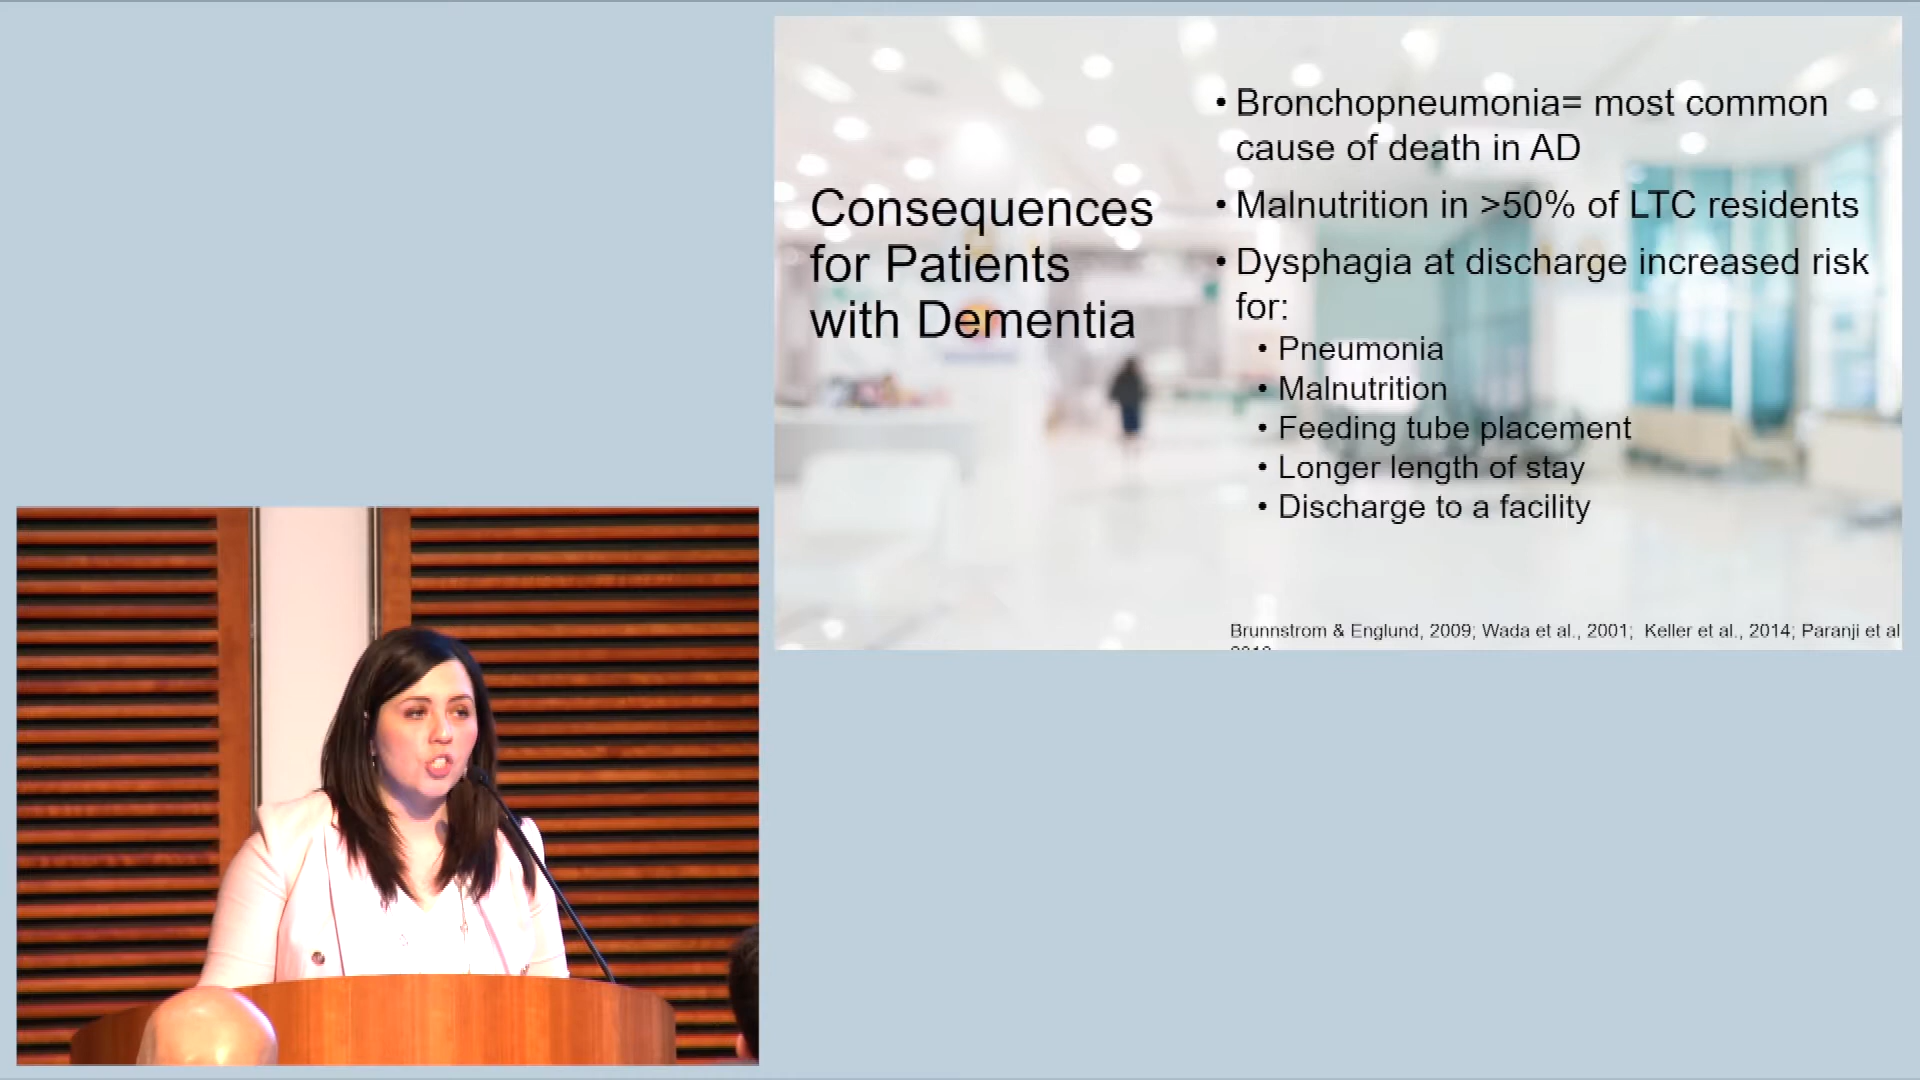 Consequences
for Patients
with Dementia
• Bronchopneumonia= most common
cause of death in AD
• Malnutrition in >50% of LTC residents
• Dysphagia at discharge increased risk
for:
• Pneumonia
• Malnutrition
• Feeding tube placement
• Longer length of stay
• Discharge to a facility
Brunnstrom & Englund, 2009; Wada et al., 2001; Keller et al., 2014; Paranji et al